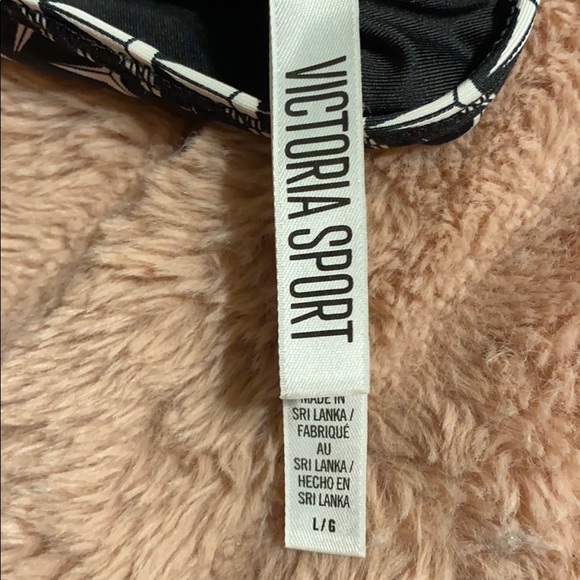 VICTORIA SPORT
MADE IN
SRI LANKA /
FABRIQUÉ
AU
SRI LANKA /
HECHO EN
SRI LANKA
L/G